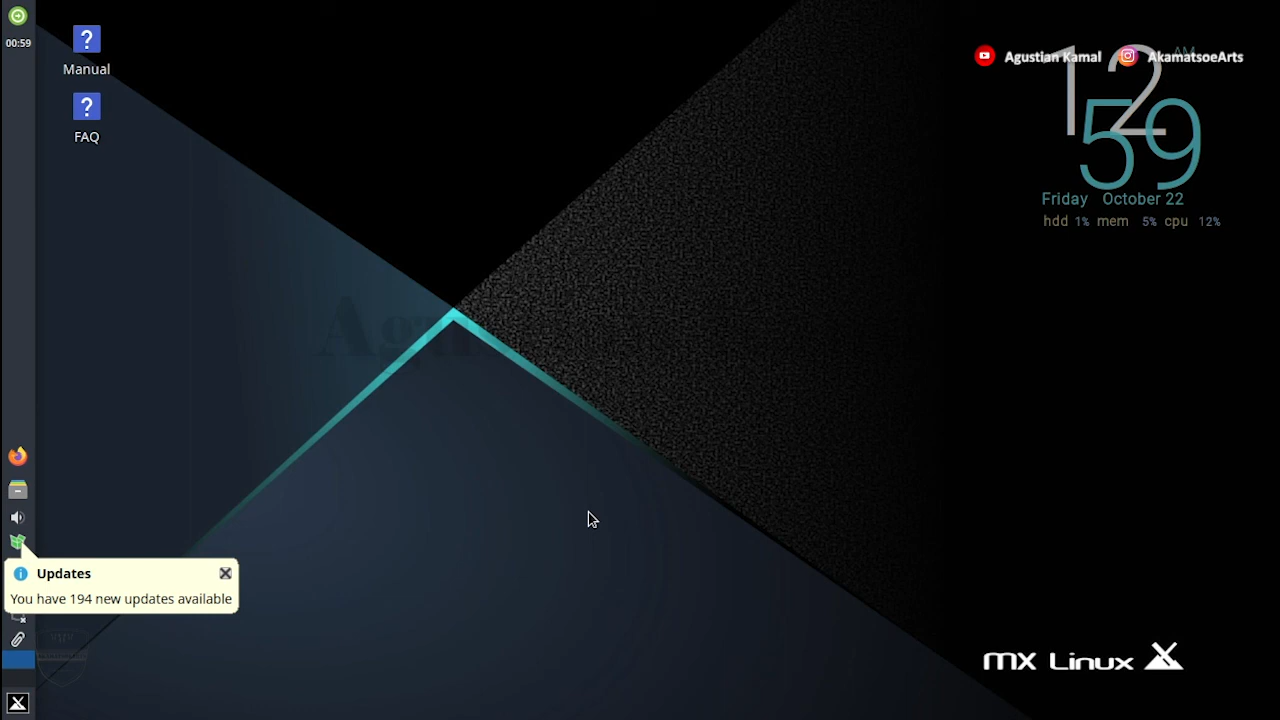 00:59
Manual
FAQ
Agustian Kamal
AkamatsoeArts
12
AM
59
Friday October 22
hdd 1% mem 5% cpu 12%
Updates
You have 194 new updates available
MX Linux